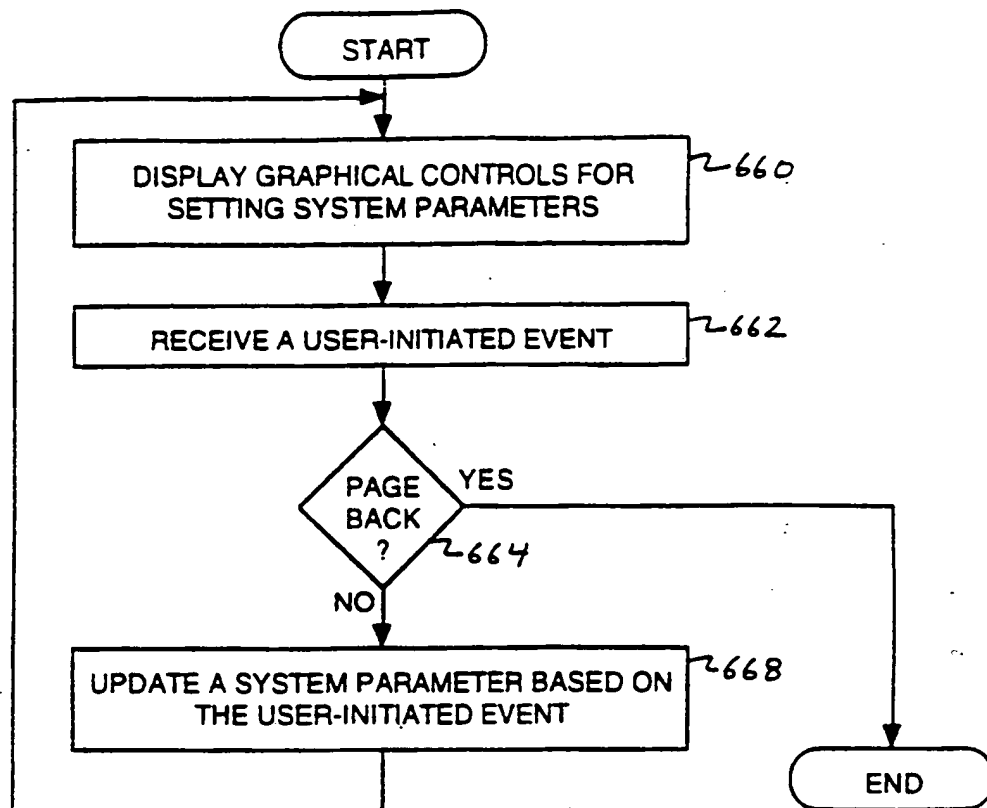 START
DISPLAY GRAPHICAL CONTROLS FOR
SETTING SYSTEM PARAMETERS
660
RECEIVE A USER-INITIATED EVENT
662
PAGE
BACK
?
YES
664
NO
UPDATE A SYSTEM PARAMETER BASED ON
THE USER-INITIATED EVENT
668
END